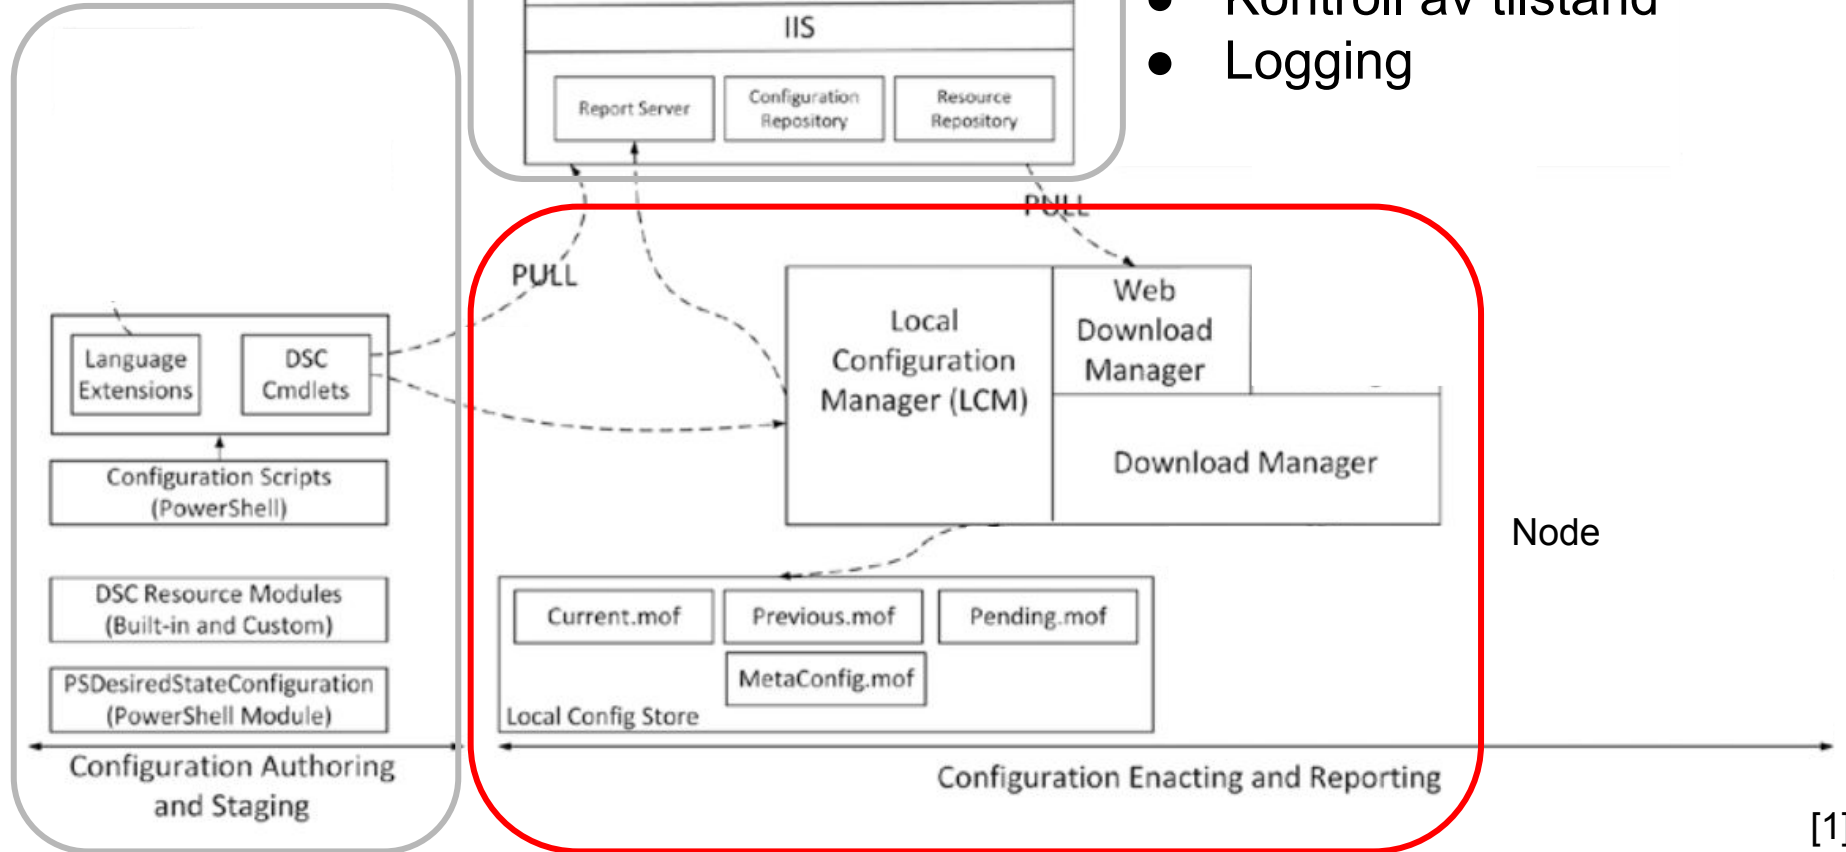 ● Kontroll av tilstand
IIS
● Logging
Report Server
Configuration
Repository
Resource
Repository
PULL
PULL
Language
Extensions
DSC
Cmdlets
Local
Configuration
Manager (LCM)
Web
Download
Manager
Configuration Scripts
(PowerShell)
Download Manager
Node
DSC Resource Modules
(Built-in and Custom)
Current.mof
Previous.mof
Pending.mof
MetaConfig.mof
PSDesiredStateConfiguration
(PowerShell Module)
Local Config Store
Configuration Authoring
and Staging
Configuration Enacting and Reporting
[1]